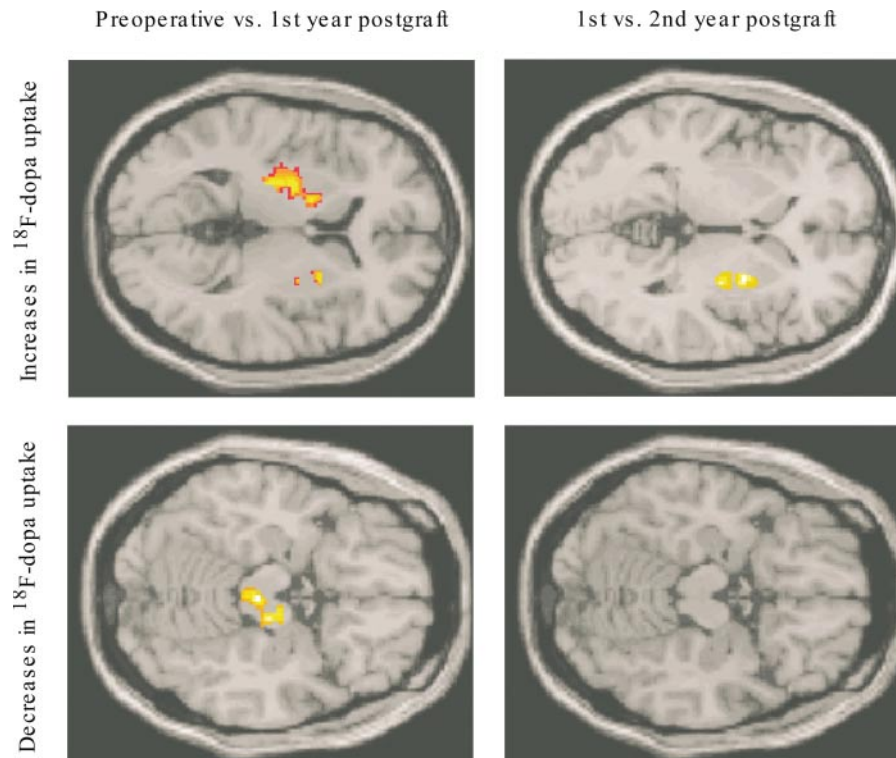 Preoperative vs. 1st year postgraft
1st vs. 2nd year postgraft
Increases in ¹⁸F-dopa uptake
Decreases in ¹⁸F-dopa uptake